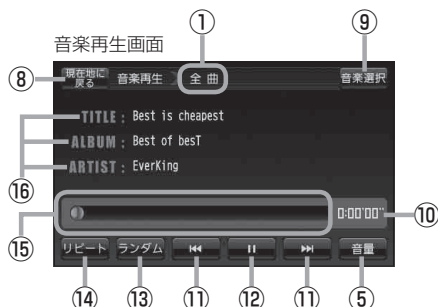 ①
⑨
音楽再生画面
⑧
現在地に
戻る
音楽再生
全 曲
音楽選択
TITLE : Best is cheapest
ALBUM : Best of besT
ARTIST : EverKing
⑯
0:00'00"
⑩
⑮
リピート
ランダム
音量
⑭
⑬
⑪
⑫
⑪
⑤